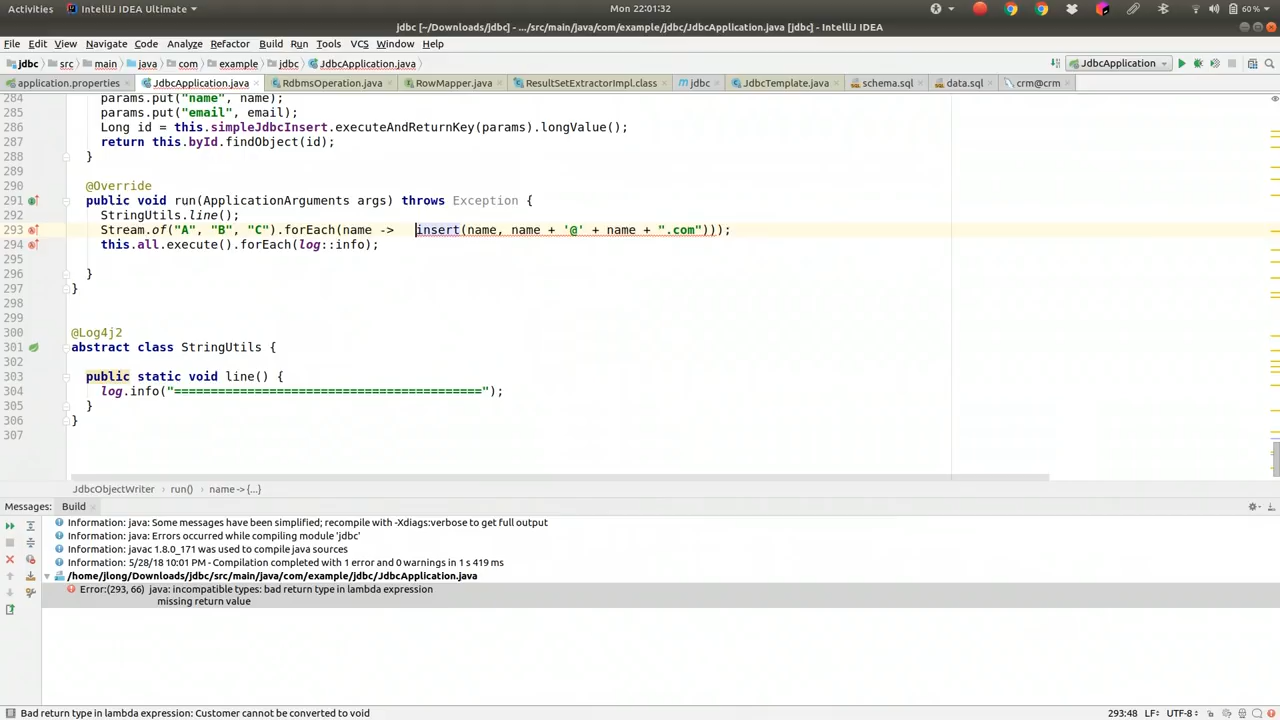 Activities IntelliJ IDEA Ultimate Mon 22:01:32 60 %
jdbc [~/Downloads/jdbc] - .../src/main/java/com/example/jdbc/JdbcApplication.java [jdbc] - IntelliJ IDEA
File Edit View Navigate Code Analyze Refactor Build Run Tools VCS Window Help
jdbc src main java com example jdbc JdbcApplication.java JdbcApplication
application.properties JdbcApplication.java RdbmsOperation.java RowMapper.java ResultSetExtractorImpl.class jdbc JdbcTemplate.java schema.sql data.sql crm@crm
284 params.put("name", name);
285 params.put("email", email);
286 Long id = this.simpleJdbcInsert.executeAndReturnKey(params).longValue();
287 return this.byId.findObject(id);
288 }
289
290 @Override
291 public void run(ApplicationArguments args) throws Exception {
292 StringUtils.line();
293 Stream.of("A", "B", "C").forEach(name -> insert(name, name + '@' + name + ".com")));
294 this.all.execute().forEach(log::info);
295
296 }
297 }
298
299
300 @Log4j2
301 abstract class StringUtils {
302
303 public static void line() {
304 log.info("=========================================");
305 }
306 }
307
JdbcObjectWriter run() name -> {...}
Messages: Build
Information: java: Some messages have been simplified; recompile with -Xdiags:verbose to get full output
Information: java: Errors occurred while compiling module 'jdbc'
Information: javac 1.8.0_171 was used to compile java sources
Information: 5/28/18 10:01 PM - Compilation completed with 1 error and 0 warnings in 1 s 419 ms
/home/jlong/Downloads/jdbc/src/main/java/com/example/jdbc/JdbcApplication.java
Error:(293, 66) java: incompatible types: bad return type in lambda expression
missing return value
Bad return type in lambda expression: Customer cannot be converted to void 293:48 LF÷ UTF-8÷